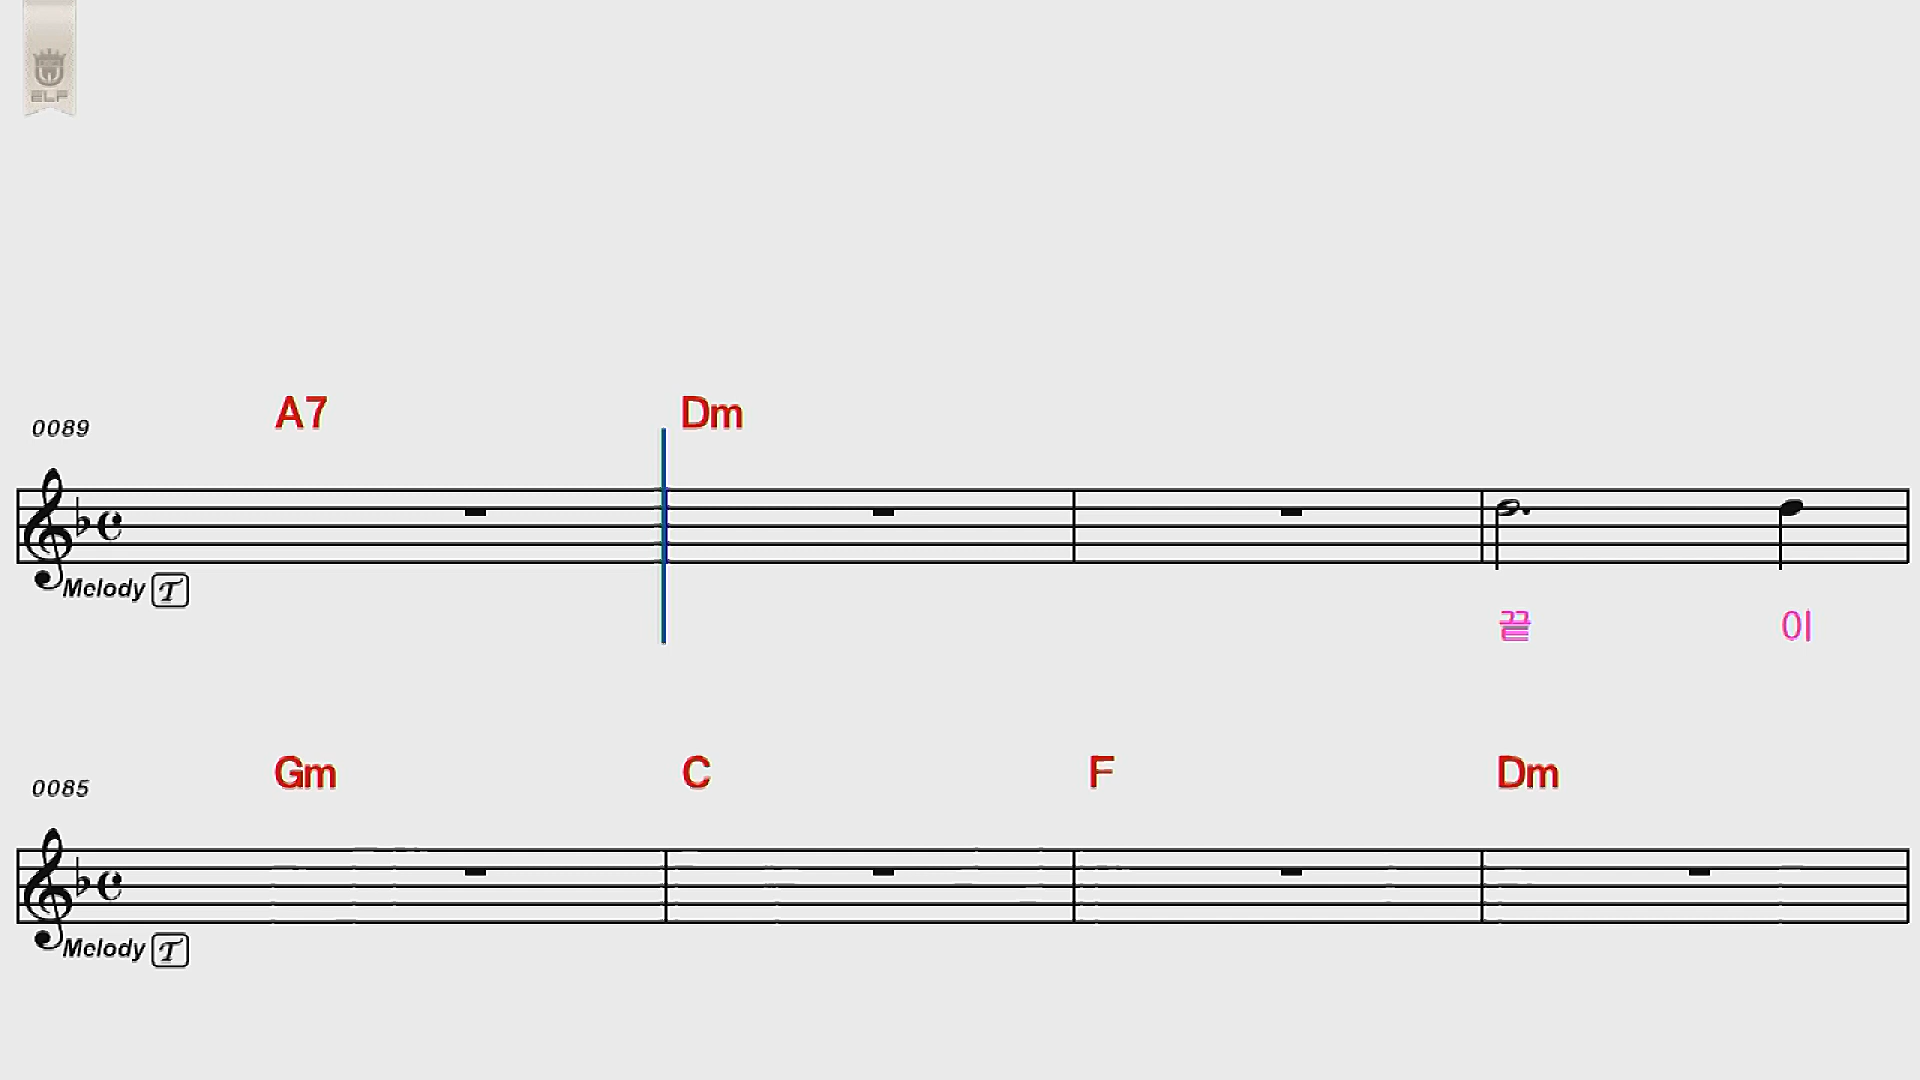 ELF
A7 Dm
0089
Melody T
끝 이
Gm C F Dm
0085
Melody T